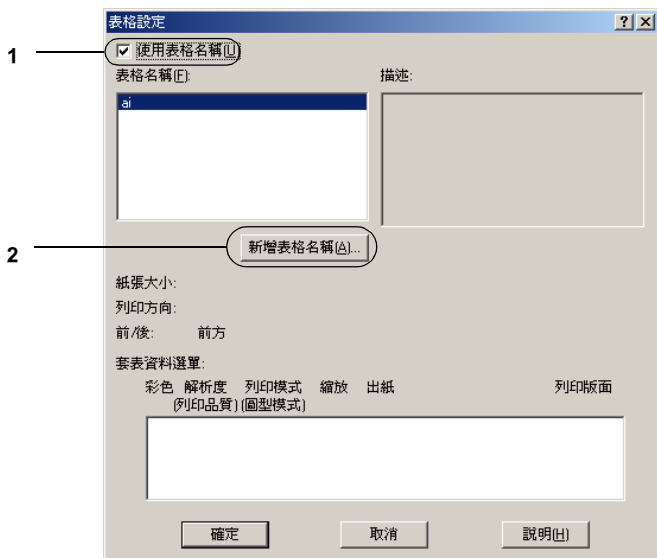 表格設定
1
使用表格名稱(U)
表格名稱(F):
描述:
ai
2
新增表格名稱(A)...
紙張大小:
列印方向:
前/後: 前方
套表資料選單:
彩色 解析度 列印模式 縮放 出紙 列印版面
(列印品質) (圖型模式)
確定 取消 說明(H)